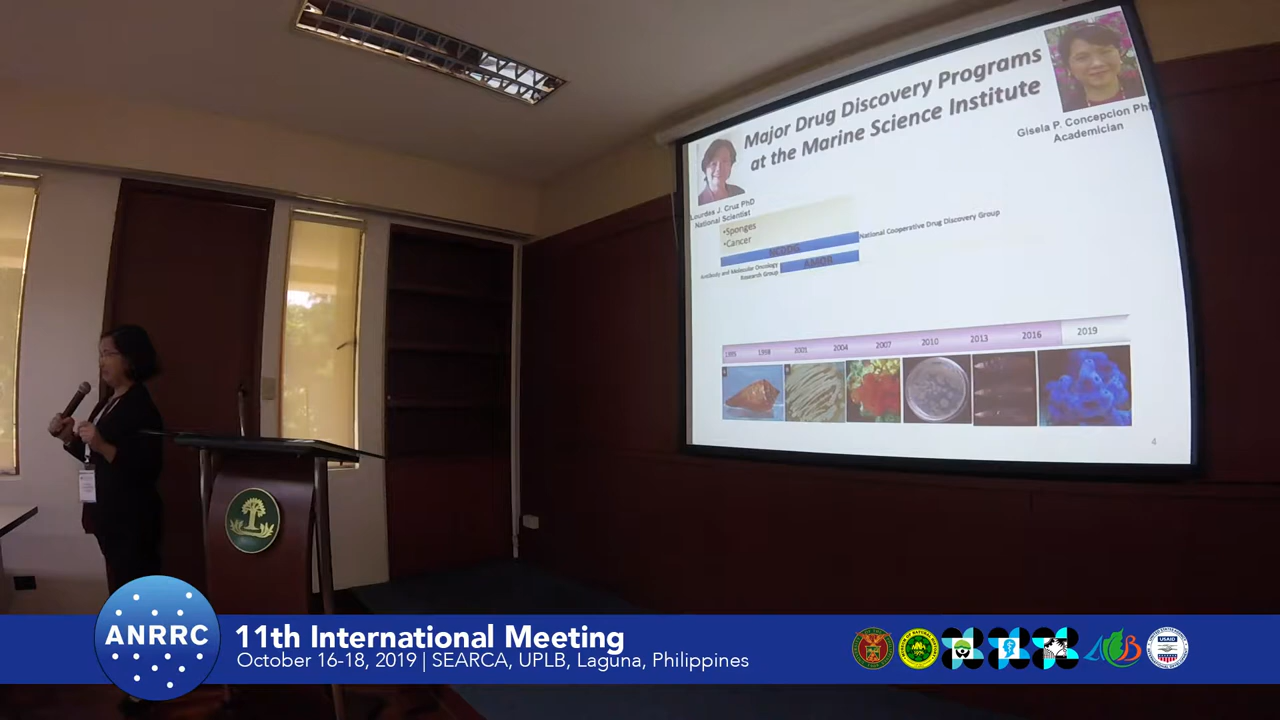 Major Drug Discovery Programs
at the Marine Science Institute
Gisela P. Concepcion PhD
Academician
Lourdes J. Cruz PhD
National Scientist
•Sponges
•Cancer
NCDDG
National Cooperative Drug Discovery Group
Antibody and Molecular Oncology
Research Group
AMOR
1998
2001
2004
2007
2010
2013
2016
2019
4
ANRRC
11th International Meeting
October 16-18, 2019 | SEARCA, UPLB, Laguna, Philippines
USAID